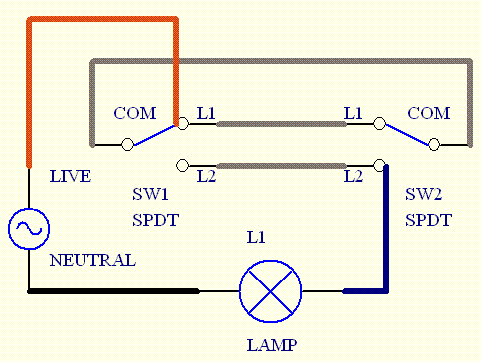 COM
L1
L1
COM
LIVE
L2
L2
SW1
SPDT
SW2
SPDT
L1
NEUTRAL
LAMP